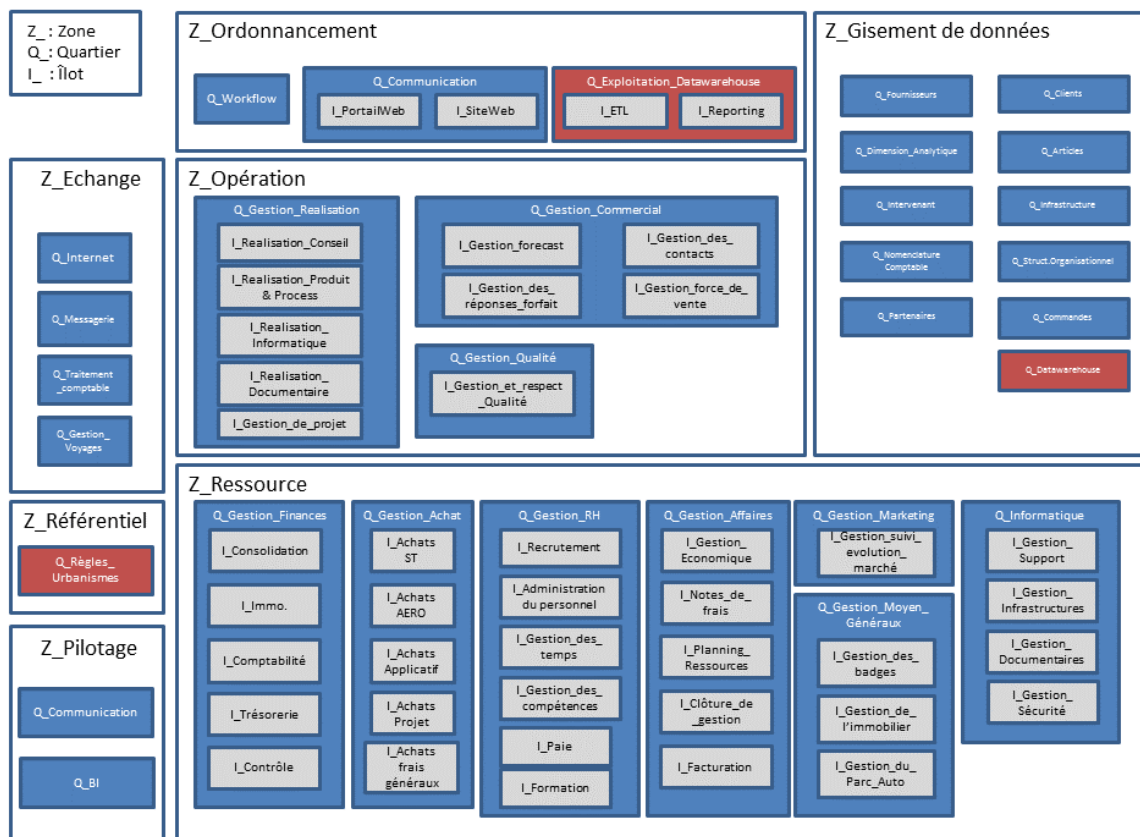 Z_ : Zone
Q_: Quartier
I_ : Îlot
Z_Ordonnancement
Q_Workflow
Q_Communication
I_PortailWeb
I_SiteWeb
Q_Exploitation_Datawarehouse
I_ETL
I_Reporting
Z_Gisement de données
Q_Fournisseurs
Q_Clients
Q_Dimension_Analytique
Q_Articles
Q_Intervenant
Q_Infrastructure
Q_Nomenclature
Comptable
Q_Struct.Organisationnel
Q_Partenaires
Q_Commandes
Q_Datawarehouse
Z_Echange
Q_Internet
Q_Messagerie
Q_Traitement
_comptable
Q_Gestion_
Voyages
Z_Opération
Q_Gestion_Realisation
I_Realisation_Conseil
I_Realisation_Produit
& Process
I_Realisation_
Informatique
I_Realisation_
Documentaire
I_Gestion_de_projet
Q_Gestion_Commercial
I_Gestion_forecast
I_Gestion_des_
contacts
I_Gestion_des_
réponses_forfait
I_Gestion_force_de_
vente
Q_Gestion_Qualité
I_Gestion_et_respect
_Qualité
Z_Référentiel
Q_Règles_
Urbanismes
Z_Pilotage
Q_Communication
Q_BI
Z_Ressource
Q_Gestion_Finances
I_Consolidation
I_Immo.
I_Comptabilité
I_Trésorerie
I_Contrôle
Q_Gestion_Achat
I_Achats
ST
I_Achats
AERO
I_Achats
Applicatif
I_Achats
Projet
I_Achats
frais
généraux
Q_Gestion_RH
I_Recrutement
I_Administration
du personnel
I_Gestion_des_
temps
I_Gestion_des_
compétences
I_Paie
I_Formation
Q_Gestion_Affaires
I_Gestion_
Economique
I_Notes_de_
frais
I_Planning_
Ressources
I_Clôture_de
_gestion
I_Facturation
Q_Gestion_Marketing
I_Gestion_suivi_
evolution_
marché
Q_Gestion_Moyen_
Généraux
I_Gestion_des_
badges
I_Gestion_de_
l’immobilier
I_Gestion_du_
Parc_Auto
Q_Informatique
I_Gestion_
Support
I_Gestion_
Infrastructures
I_Gestion_
Documentaires
I_Gestion_
Sécurité